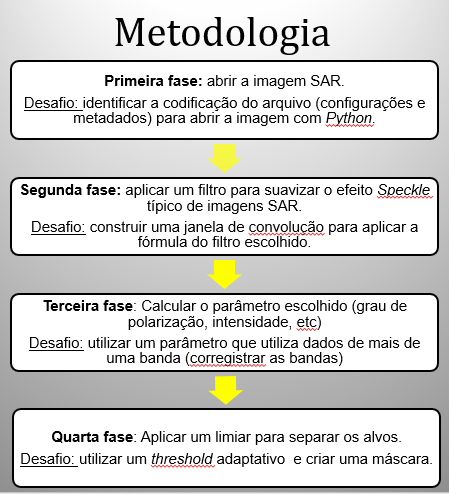 Metodologia
Primeira fase: abrir a imagem SAR.
Desafio: identificar a codificação do arquivo (configurações e
metadados) para abrir a imagem com Python.
Segunda fase: aplicar um filtro para suavizar o efeito Speckle
típico de imagens SAR.
Desafio: construir uma janela de convolução para aplicar a
fórmula do filtro escolhido.
Terceira fase: Calcular o parâmetro escolhido (grau de
polarização, intensidade, etc)
Desafio: utilizar um parâmetro que utiliza dados de mais de
uma banda (corregistrar as bandas)
Quarta fase: Aplicar um limiar para separar os alvos.
Desafio: utilizar um threshold adaptativo e criar uma máscara.